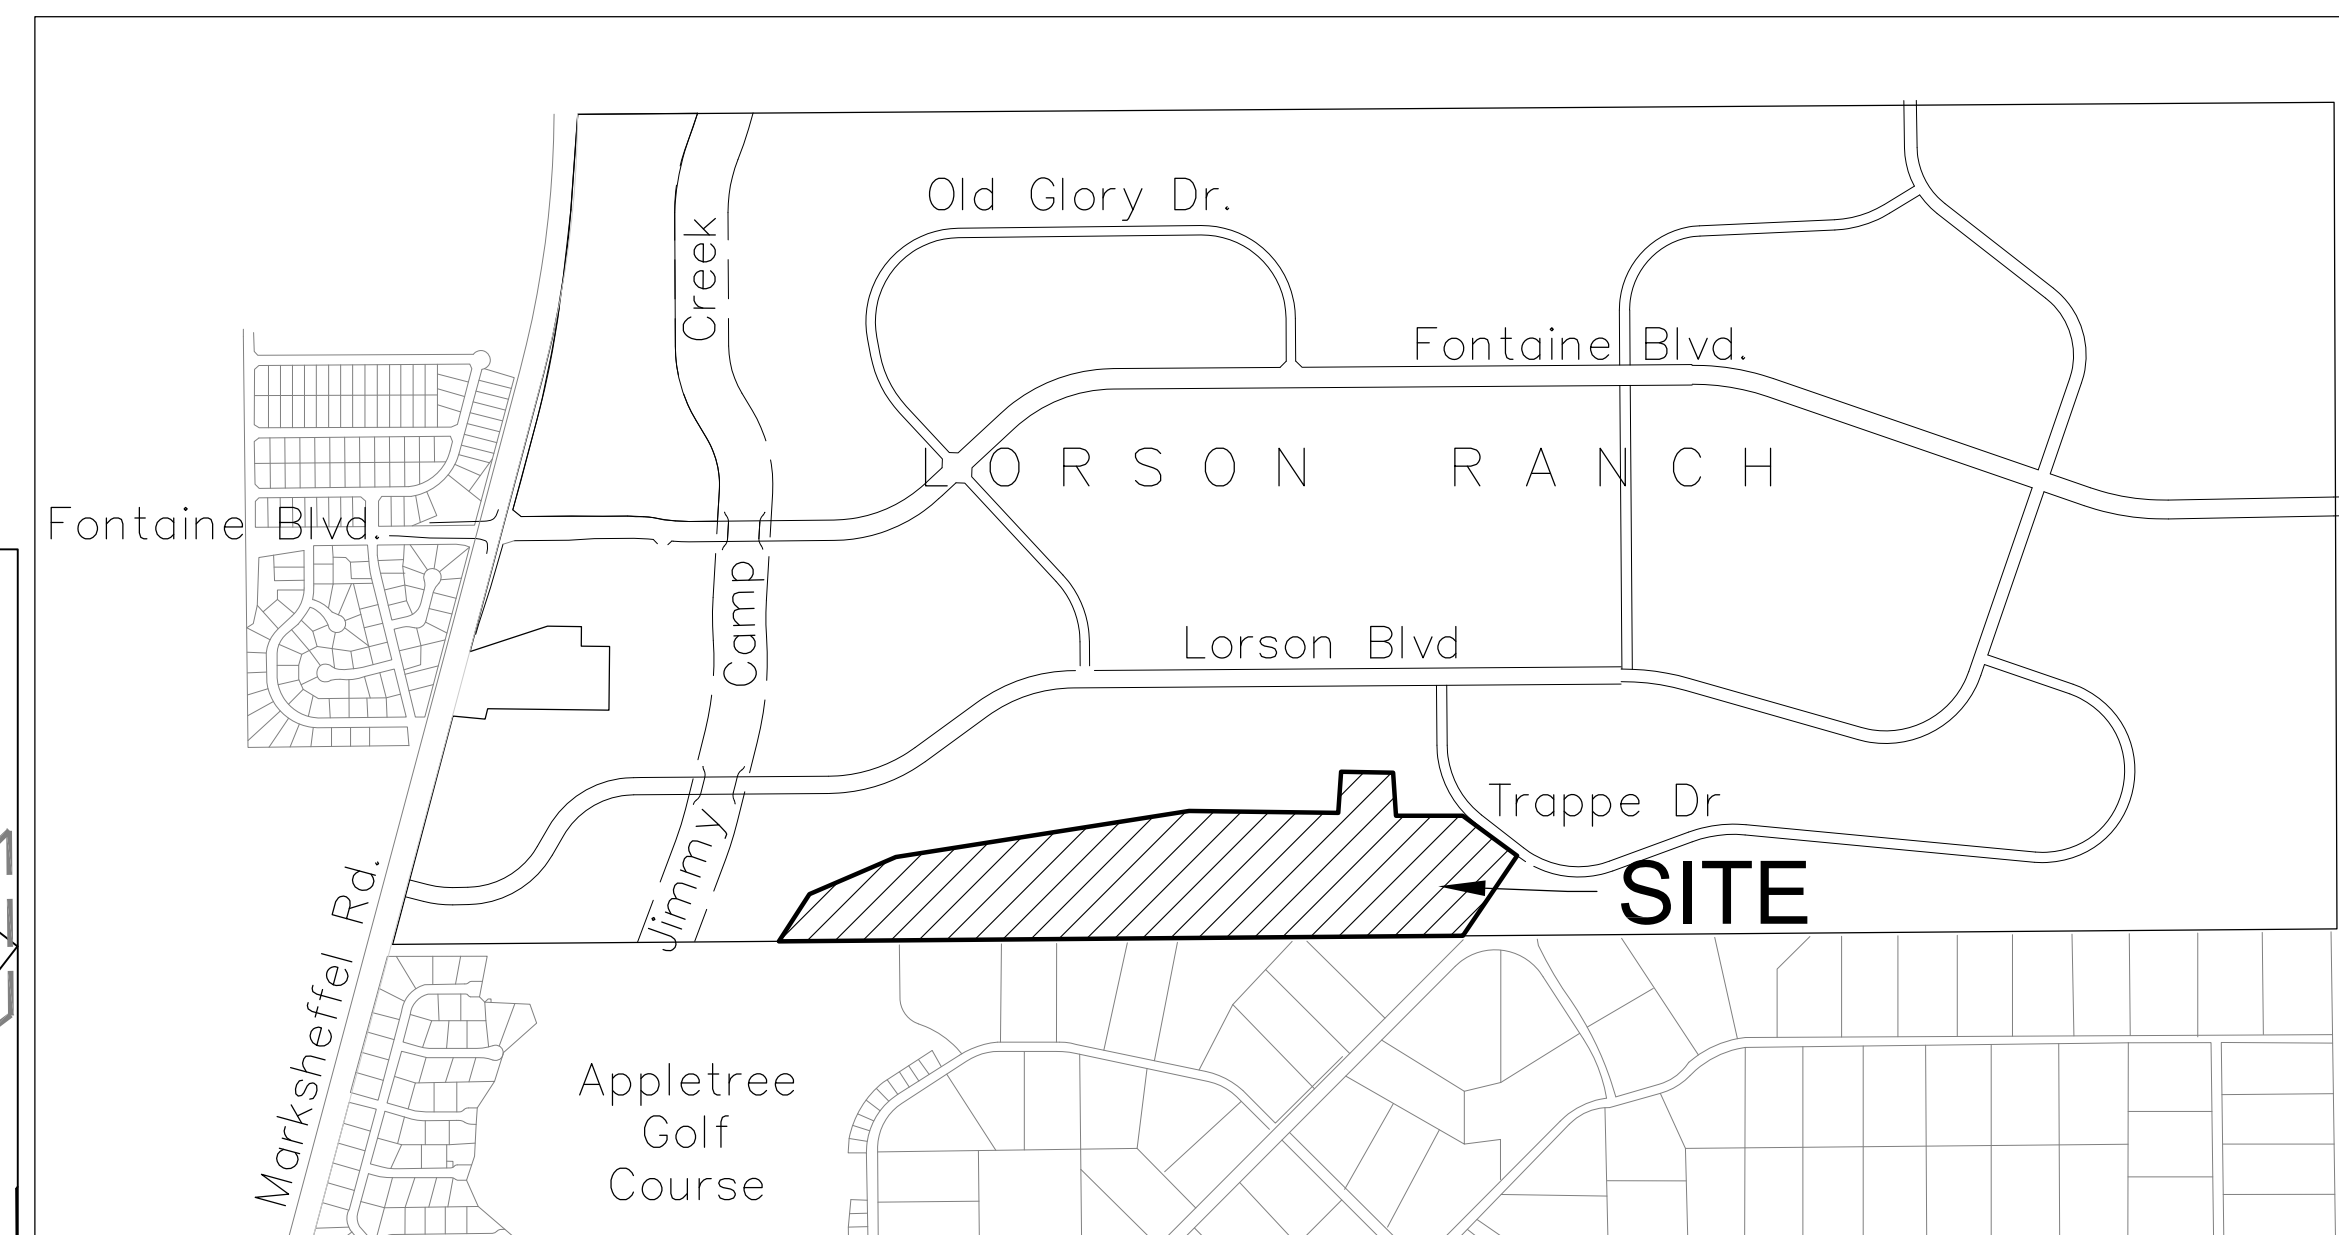 Old Glory Dr.
Creek
Fontaine Blvd.
LORSON RANCH
Fontaine Blvd.
Camp
Lorson Blvd
Trappe Dr
Jimmy
SITE
Marksheffel Rd.
Appletree
Golf
Course